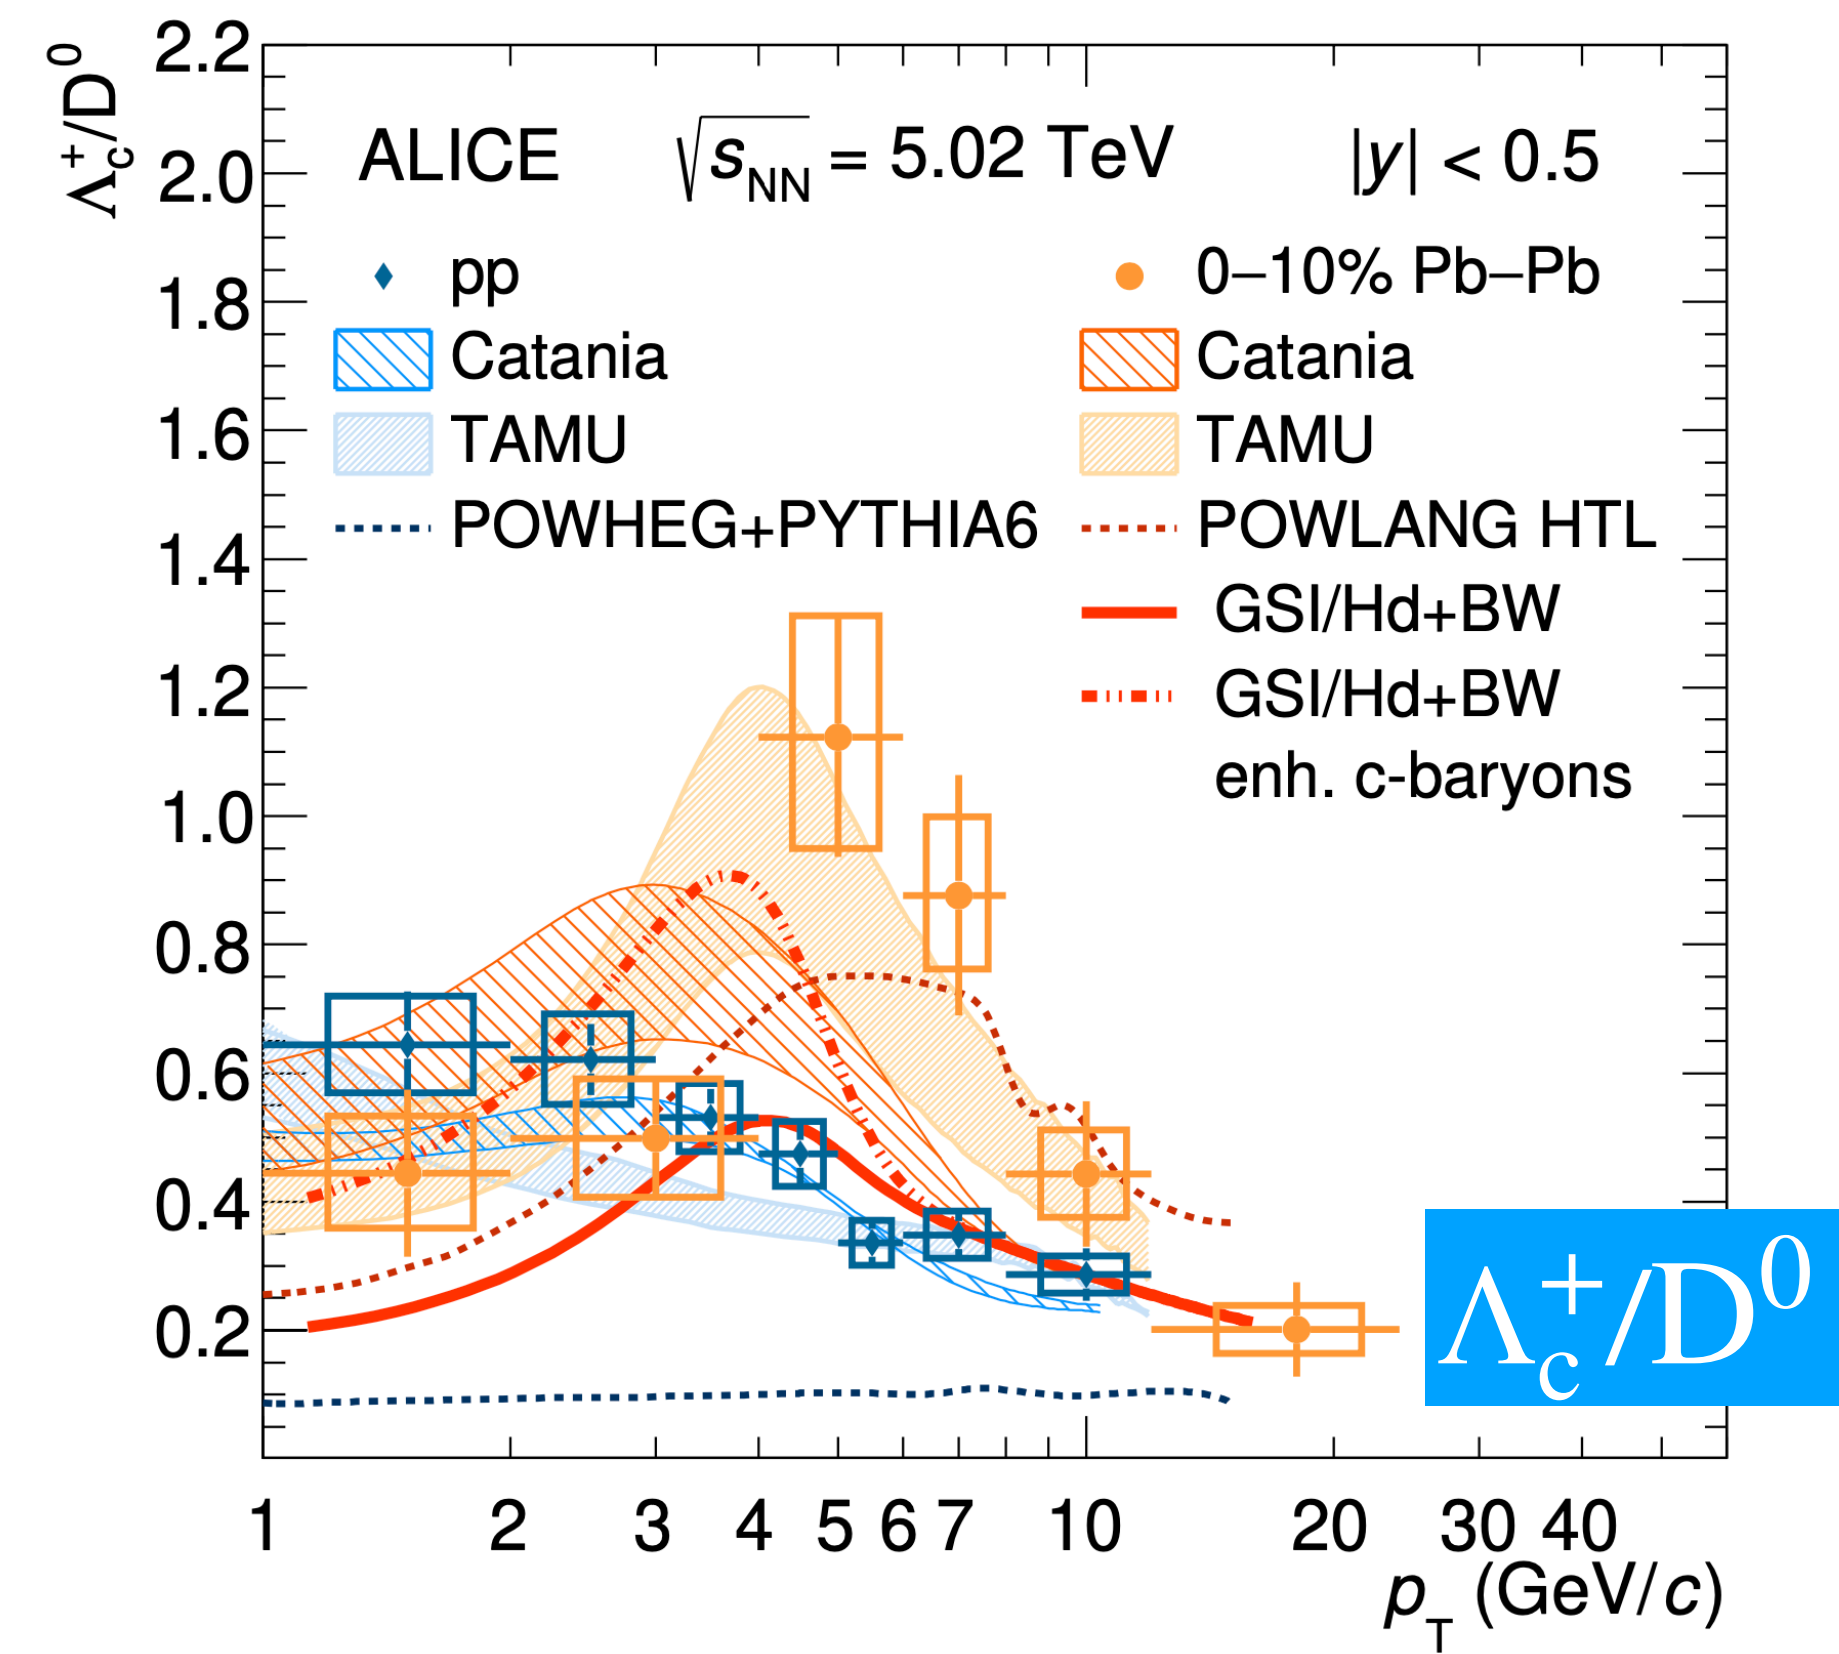 Λc+/D0
2.2
2.0
1.8
1.6
1.4
1.2
1.0
0.8
0.6
0.4
0.2
ALICE √sNN = 5.02 TeV |y| < 0.5
pp
Catania
TAMU
POWHEG+PYTHIA6
0–10% Pb–Pb
Catania
TAMU
POWLANG HTL
GSI/Hd+BW
GSI/Hd+BW
enh. c-baryons
Λc+/D0
1 2 3 4 5 6 7 10 20 30 40
pT (GeV/c)